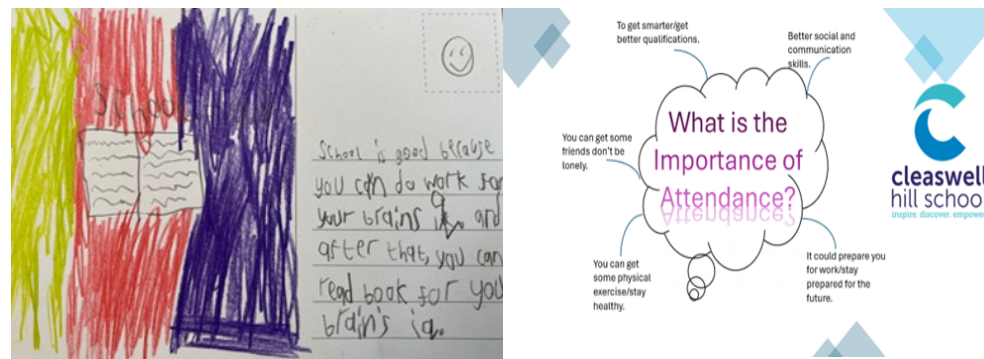 School
School is good because
you can do work for
your brains iq and
after that, you can
read book for you
brain's iq.
To get smarter/get
better qualifications.
Better social and
communication
skills.
What is the
Importance of
Attendance?
You can get some
friends don't be
lonely.
You can get
some physical
exercise/stay
healthy.
It could prepare you
for work/stay
prepared for the
future.
cleaswell
hill school
inspire. discover. empower